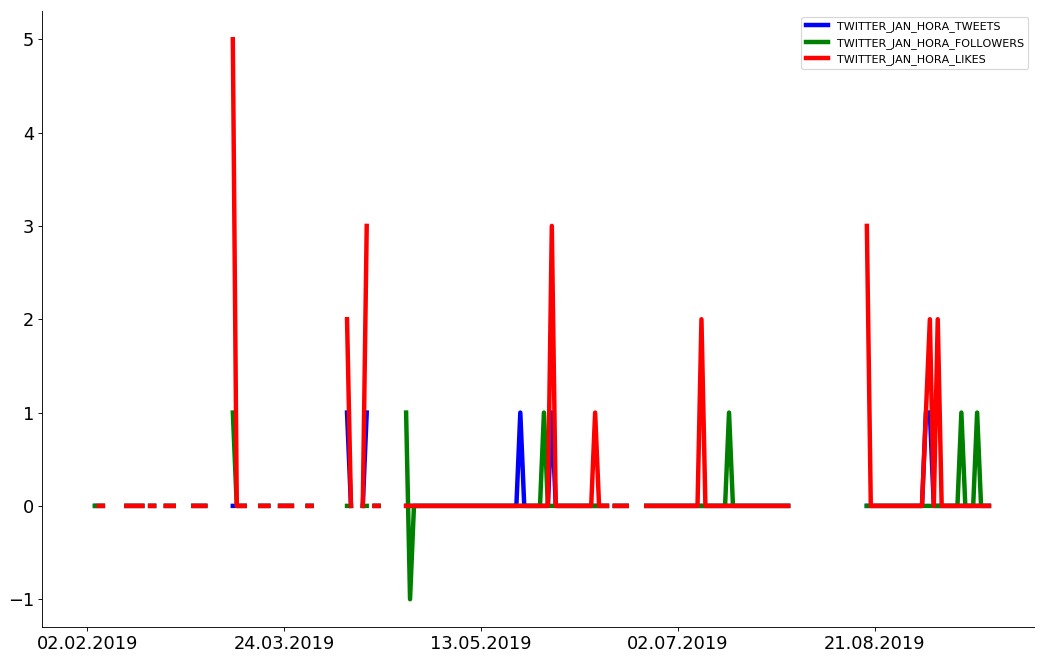 TWITTER_JAN_HORA_TWEETS
TWITTER_JAN_HORA_FOLLOWERS
TWITTER_JAN_HORA_LIKES
5
4
3
2
1
0
−1
02.02.2019 24.03.2019 13.05.2019 02.07.2019 21.08.2019